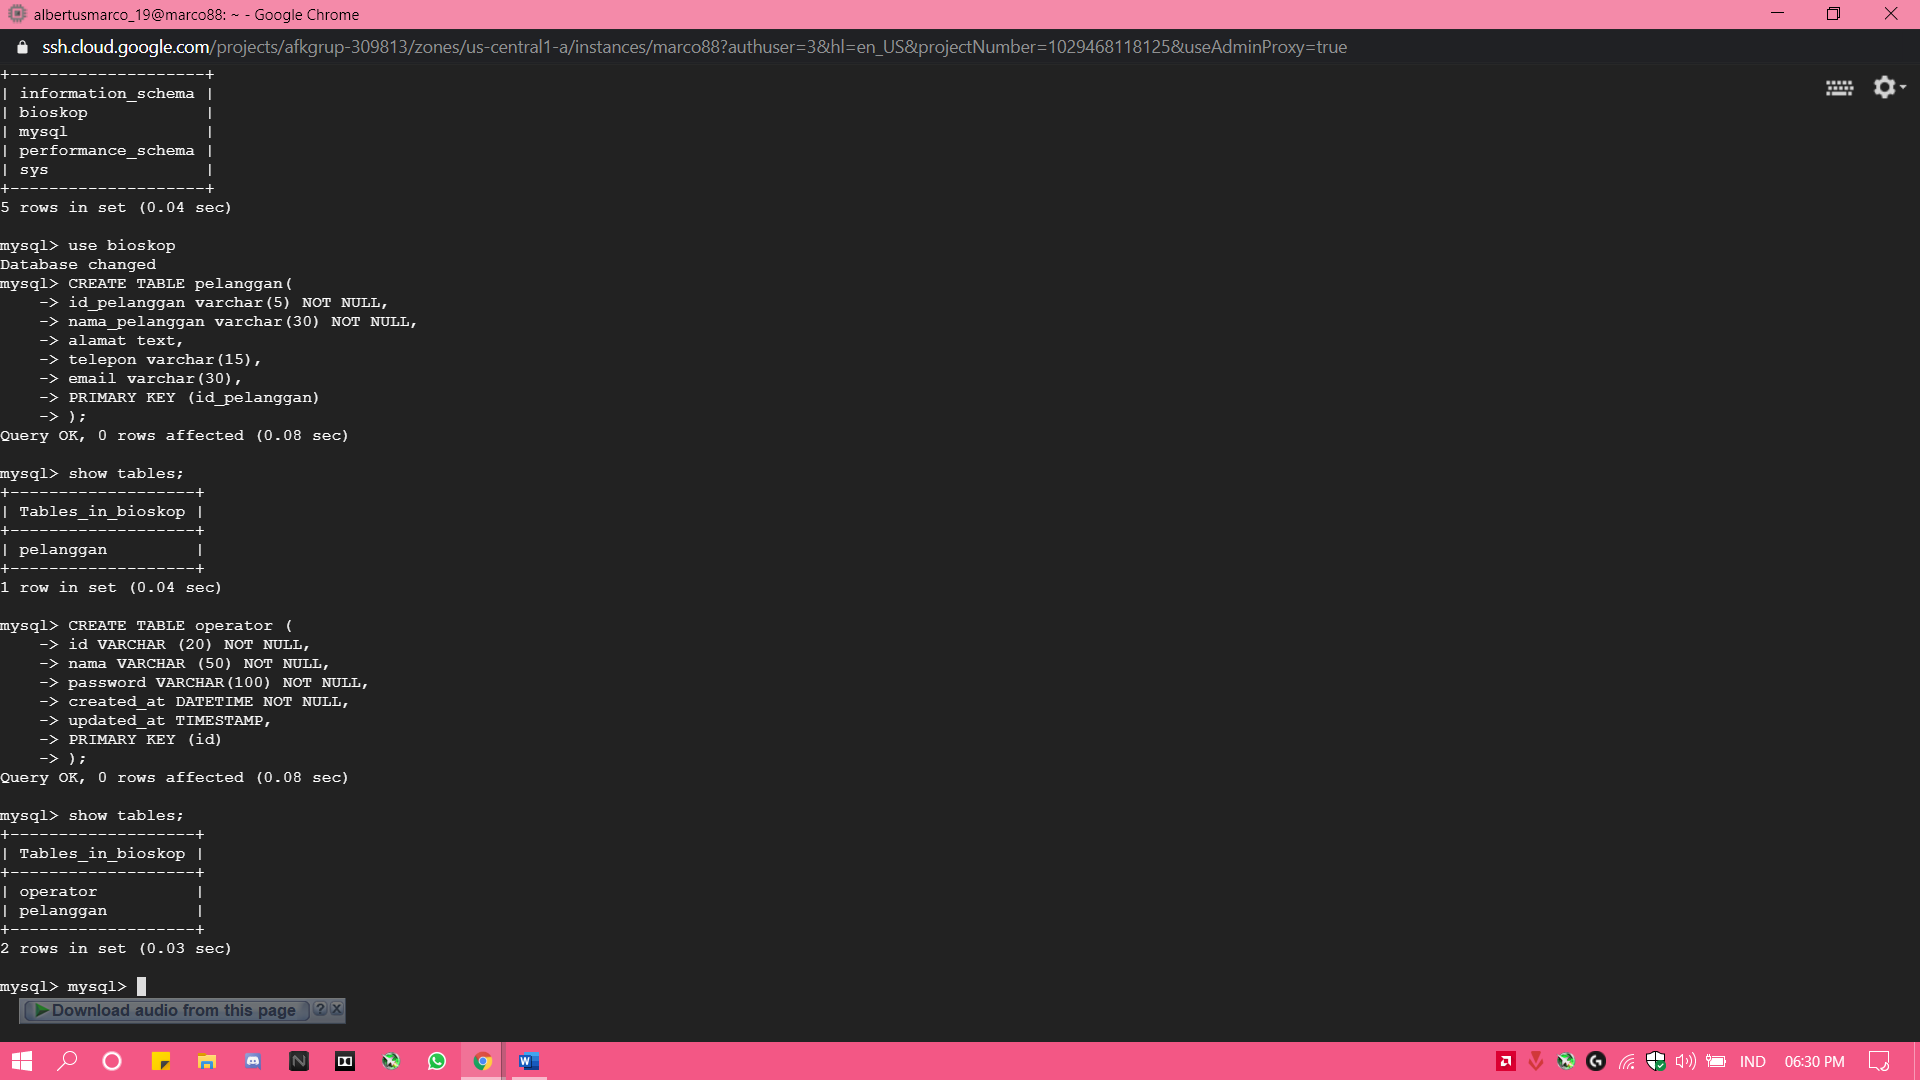 albertusmarco_19@marco88: ~ - Google Chrome
ssh.cloud.google.com/projects/afkgrup-309813/zones/us-central1-a/instances/marco88?authuser=3&hl=en_US&projectNumber=1029468118125&useAdminProxy=true
+--------------------+
| information_schema |
| bioskop            |
| mysql              |
| performance_schema |
| sys                |
+--------------------+
5 rows in set (0.04 sec)

mysql> use bioskop
Database changed
mysql> CREATE TABLE pelanggan(
    -> id_pelanggan varchar(5) NOT NULL,
    -> nama_pelanggan varchar(30) NOT NULL,
    -> alamat text,
    -> telepon varchar(15),
    -> email varchar(30),
    -> PRIMARY KEY (id_pelanggan)
    -> );
Query OK, 0 rows affected (0.08 sec)

mysql> show tables;
+-------------------+
| Tables_in_bioskop |
+-------------------+
| pelanggan         |
+-------------------+
1 row in set (0.04 sec)

mysql> CREATE TABLE operator (
    -> id VARCHAR (20) NOT NULL,
    -> nama VARCHAR (50) NOT NULL,
    -> password VARCHAR(100) NOT NULL,
    -> created_at DATETIME NOT NULL,
    -> updated_at TIMESTAMP,
    -> PRIMARY KEY (id)
    -> );
Query OK, 0 rows affected (0.08 sec)

mysql> show tables;
+-------------------+
| Tables_in_bioskop |
+-------------------+
| operator          |
| pelanggan         |
+-------------------+
2 rows in set (0.03 sec)

mysql> mysql>
Download audio from this page ? X
IND 06:30 PM